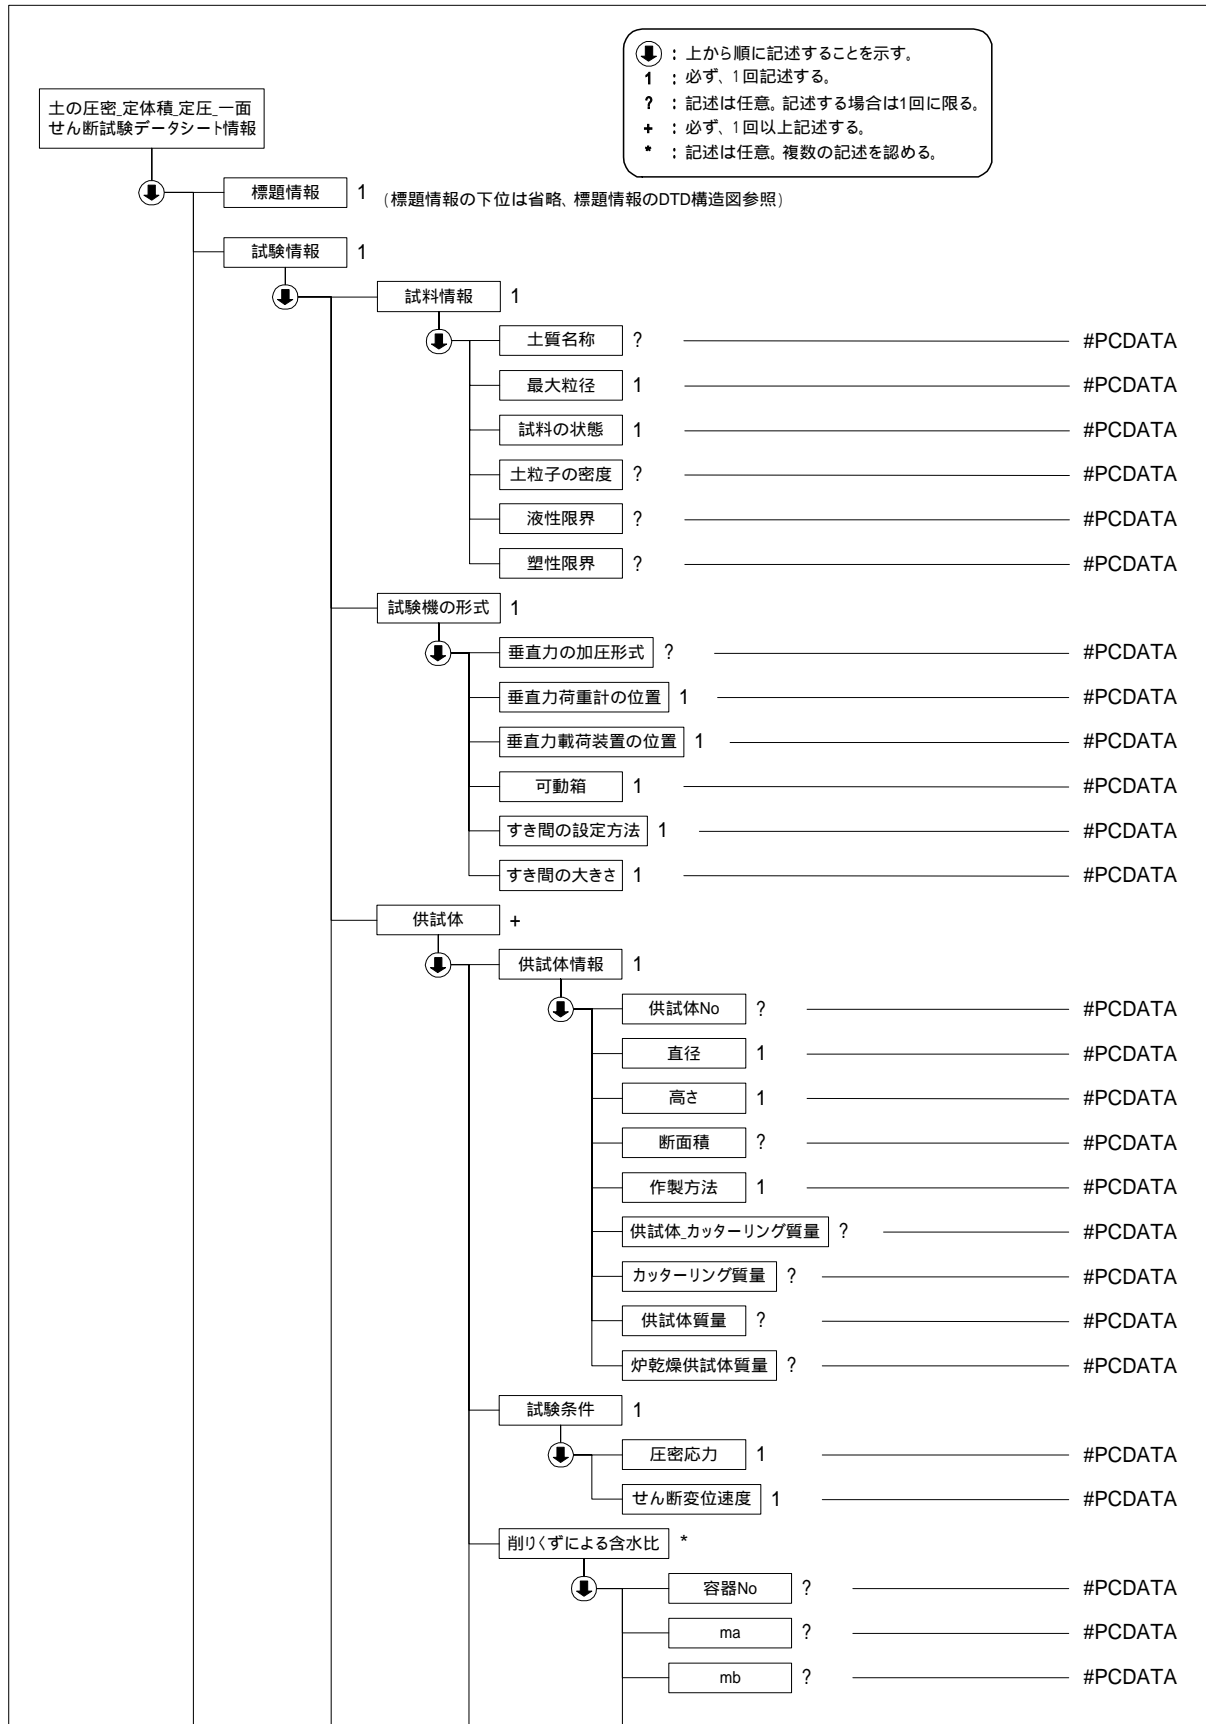 : 上から順に記述することを示す。
1 : 必ず、1回記述する。
? : 記述は任意。記述する場合は1回に限る。
+ : 必ず、1回以上記述する。
* : 記述は任意。複数の記述を認める。
土の圧密_定体積_定圧_一面
せん断試験データシート情報
標題情報 1 (標題情報の下位は省略、標題情報のDTD構造図参照)
試験情報 1
試料情報 1
土質名称 ? #PCDATA
最大粒径 1 #PCDATA
試料の状態 1 #PCDATA
土粒子の密度 ? #PCDATA
液性限界 ? #PCDATA
塑性限界 ? #PCDATA
試験機の形式 1
垂直力の加圧形式 ? #PCDATA
垂直力荷重計の位置 1 #PCDATA
垂直力載荷装置の位置 1 #PCDATA
可動箱 1 #PCDATA
すき間の設定方法 1 #PCDATA
すき間の大きさ 1 #PCDATA
供試体 +
供試体情報 1
供試体No ? #PCDATA
直径 1 #PCDATA
高さ 1 #PCDATA
断面積 ? #PCDATA
作製方法 1 #PCDATA
供試体_カッターリング質量 ? #PCDATA
カッターリング質量 ? #PCDATA
供試体質量 ? #PCDATA
炉乾燥供試体質量 ? #PCDATA
試験条件 1
圧密応力 1 #PCDATA
せん断変位速度 1 #PCDATA
削りくずによる含水比 *
容器No ? #PCDATA
ma ? #PCDATA
mb ? #PCDATA